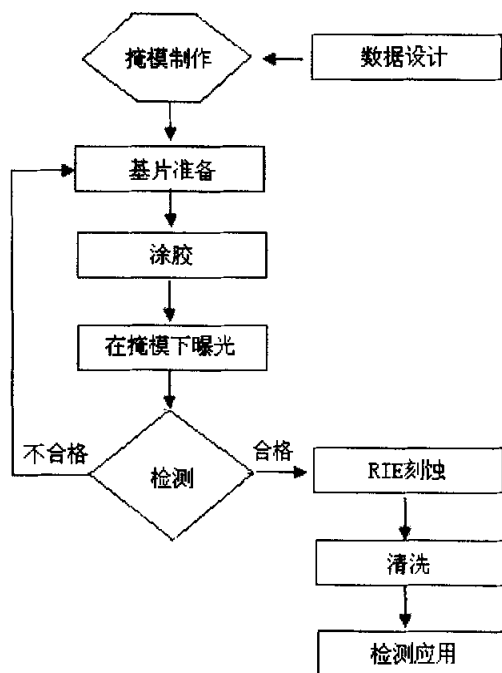 掩模制作
数据设计
基片准备
涂胶
在掩模下曝光
不合格
检测
合格
RIE刻蚀
清洗
检测应用